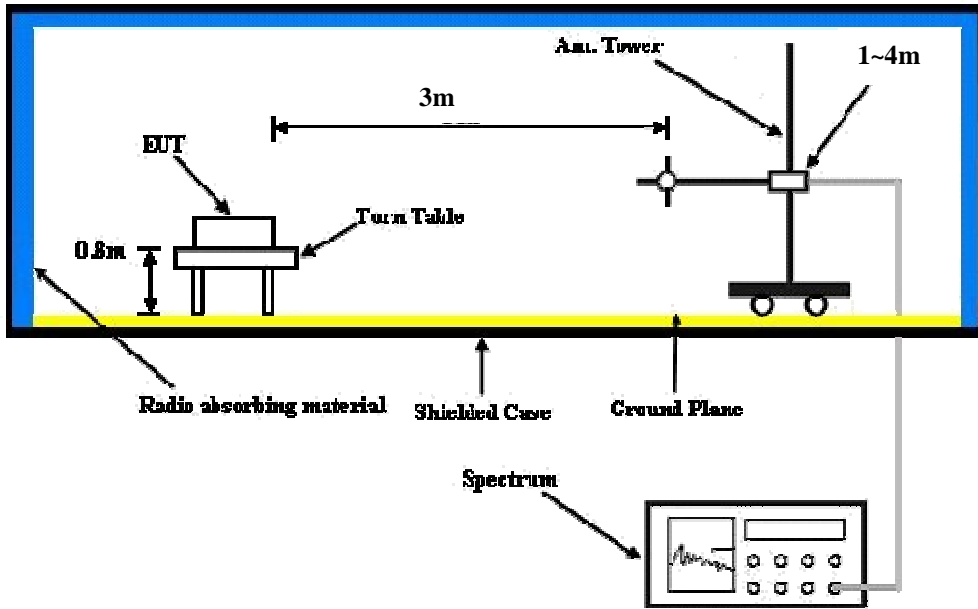 Ant. Tower
1~4m
3m
EUT
Turn Table
0.8m
Radio absorbing material
Shielded Case
Ground Plane
Spectrum